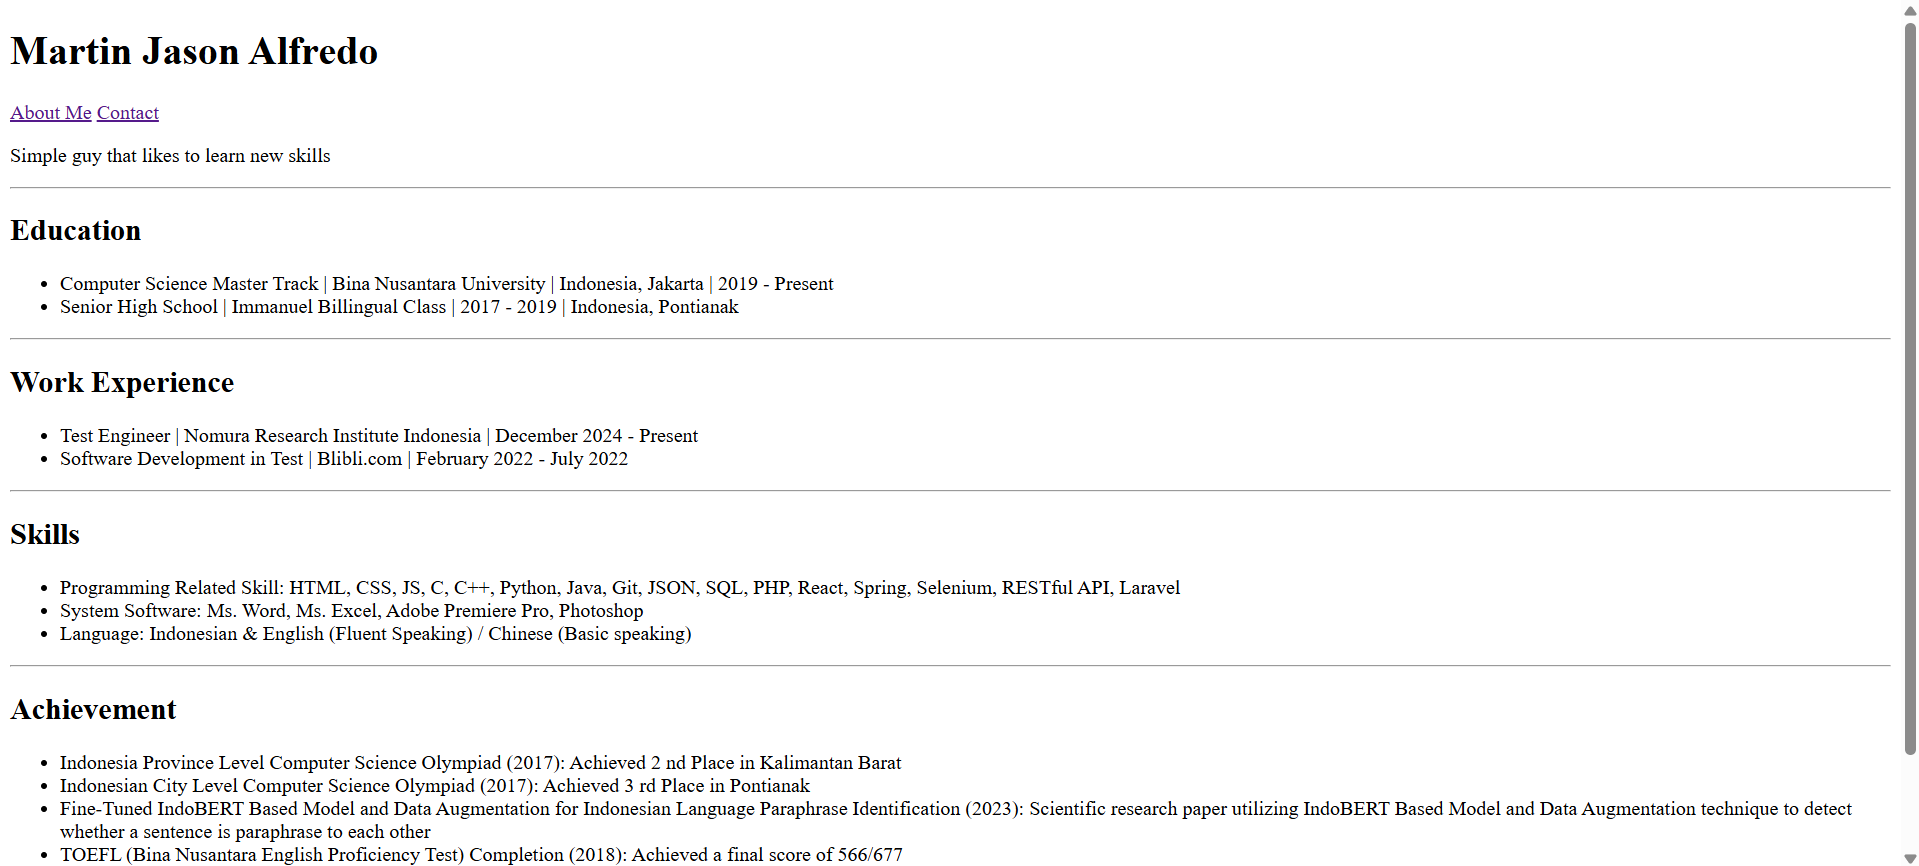 Martin Jason Alfredo
About Me Contact
Simple guy that likes to learn new skills
Education
• Computer Science Master Track | Bina Nusantara University | Indonesia, Jakarta | 2019 - Present
• Senior High School | Immanuel Billingual Class | 2017 - 2019 | Indonesia, Pontianak
Work Experience
• Test Engineer | Nomura Research Institute Indonesia | December 2024 - Present
• Software Development in Test | Blibli.com | February 2022 - July 2022
Skills
• Programming Related Skill: HTML, CSS, JS, C, C++, Python, Java, Git, JSON, SQL, PHP, React, Spring, Selenium, RESTful API, Laravel
• System Software: Ms. Word, Ms. Excel, Adobe Premiere Pro, Photoshop
• Language: Indonesian & English (Fluent Speaking) / Chinese (Basic speaking)
Achievement
• Indonesia Province Level Computer Science Olympiad (2017): Achieved 2 nd Place in Kalimantan Barat
• Indonesian City Level Computer Science Olympiad (2017): Achieved 3 rd Place in Pontianak
• Fine-Tuned IndoBERT Based Model and Data Augmentation for Indonesian Language Paraphrase Identification (2023): Scientific research paper utilizing IndoBERT Based Model and Data Augmentation technique to detect
whether a sentence is paraphrase to each other
• TOEFL (Bina Nusantara English Proficiency Test) Completion (2018): Achieved a final score of 566/677